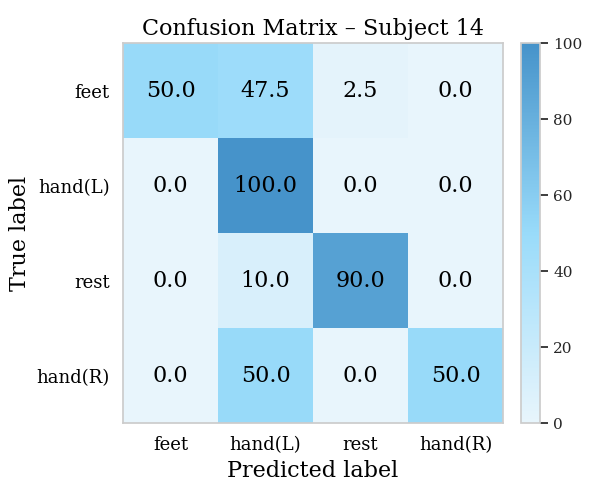 Confusion Matrix – Subject 14
True label
feet
hand(L)
rest
hand(R)
50.0 47.5 2.5 0.0
0.0 100.0 0.0 0.0
0.0 10.0 90.0 0.0
0.0 50.0 0.0 50.0
feet hand(L) rest hand(R)
Predicted label
100
80
60
40
20
0